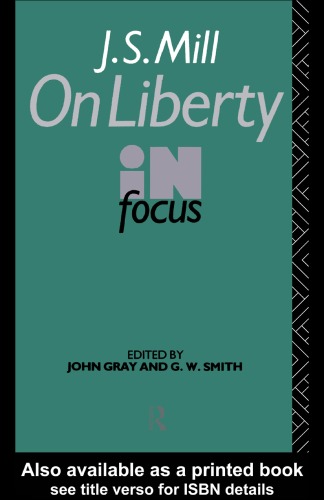 J.S. Mill
On Liberty
iN
focus
EDITED BY
JOHN GRAY AND G. W. SMITH
R
Also available as a printed book
see title verso for ISBN details